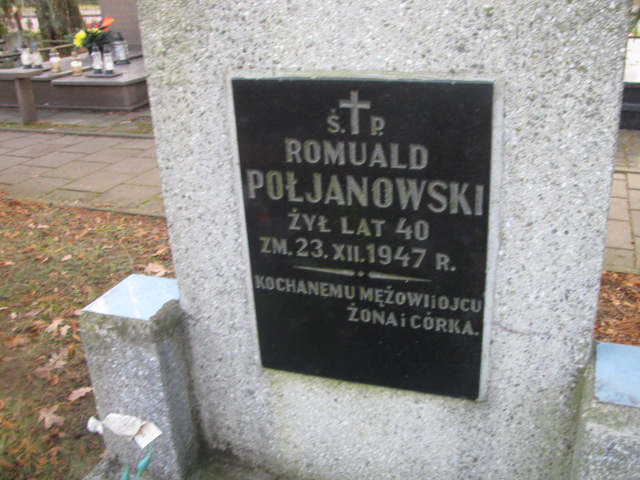 Ś. P.
ROMUALD
POŁJANOWSKI
ŻYŁ LAT 40
ZM. 23. XII. 1947 R.
KOCHANEMU MĘŻOWI i OJCU
ŻONA i CÓRKA.